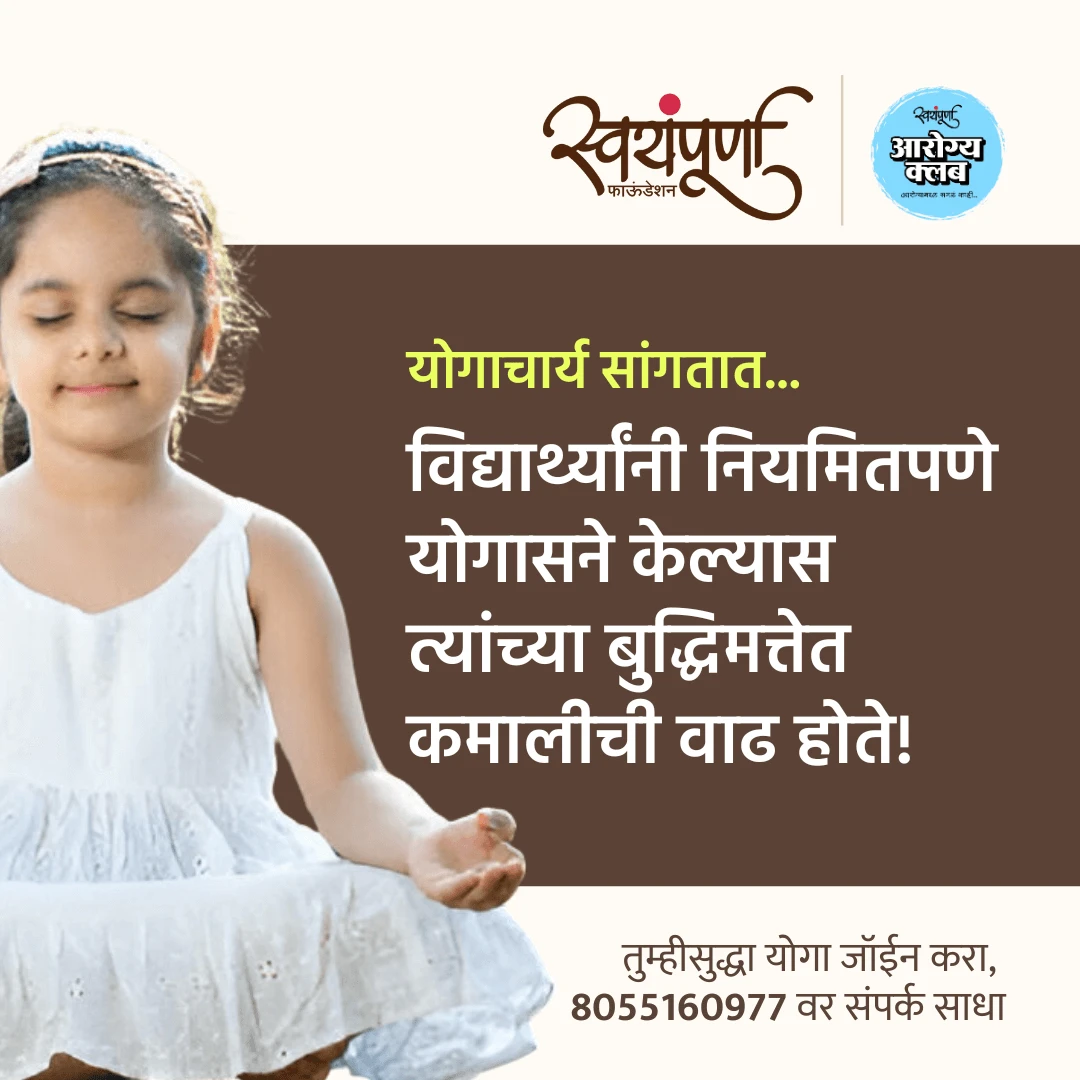 स्वयंपूर्णा
फाऊंडेशन
स्वयंपूर्णा
आरोग्य
क्लब
योगाचार्य सांगतात...
विद्यार्थ्यांनी नियमितपणे
योगासने केल्यास
त्यांच्या बुद्धिमत्तेत
कमालीची वाढ होते!
तुम्हीसुद्धा योगा जॉईन करा,
8055160977 वर संपर्क साधा